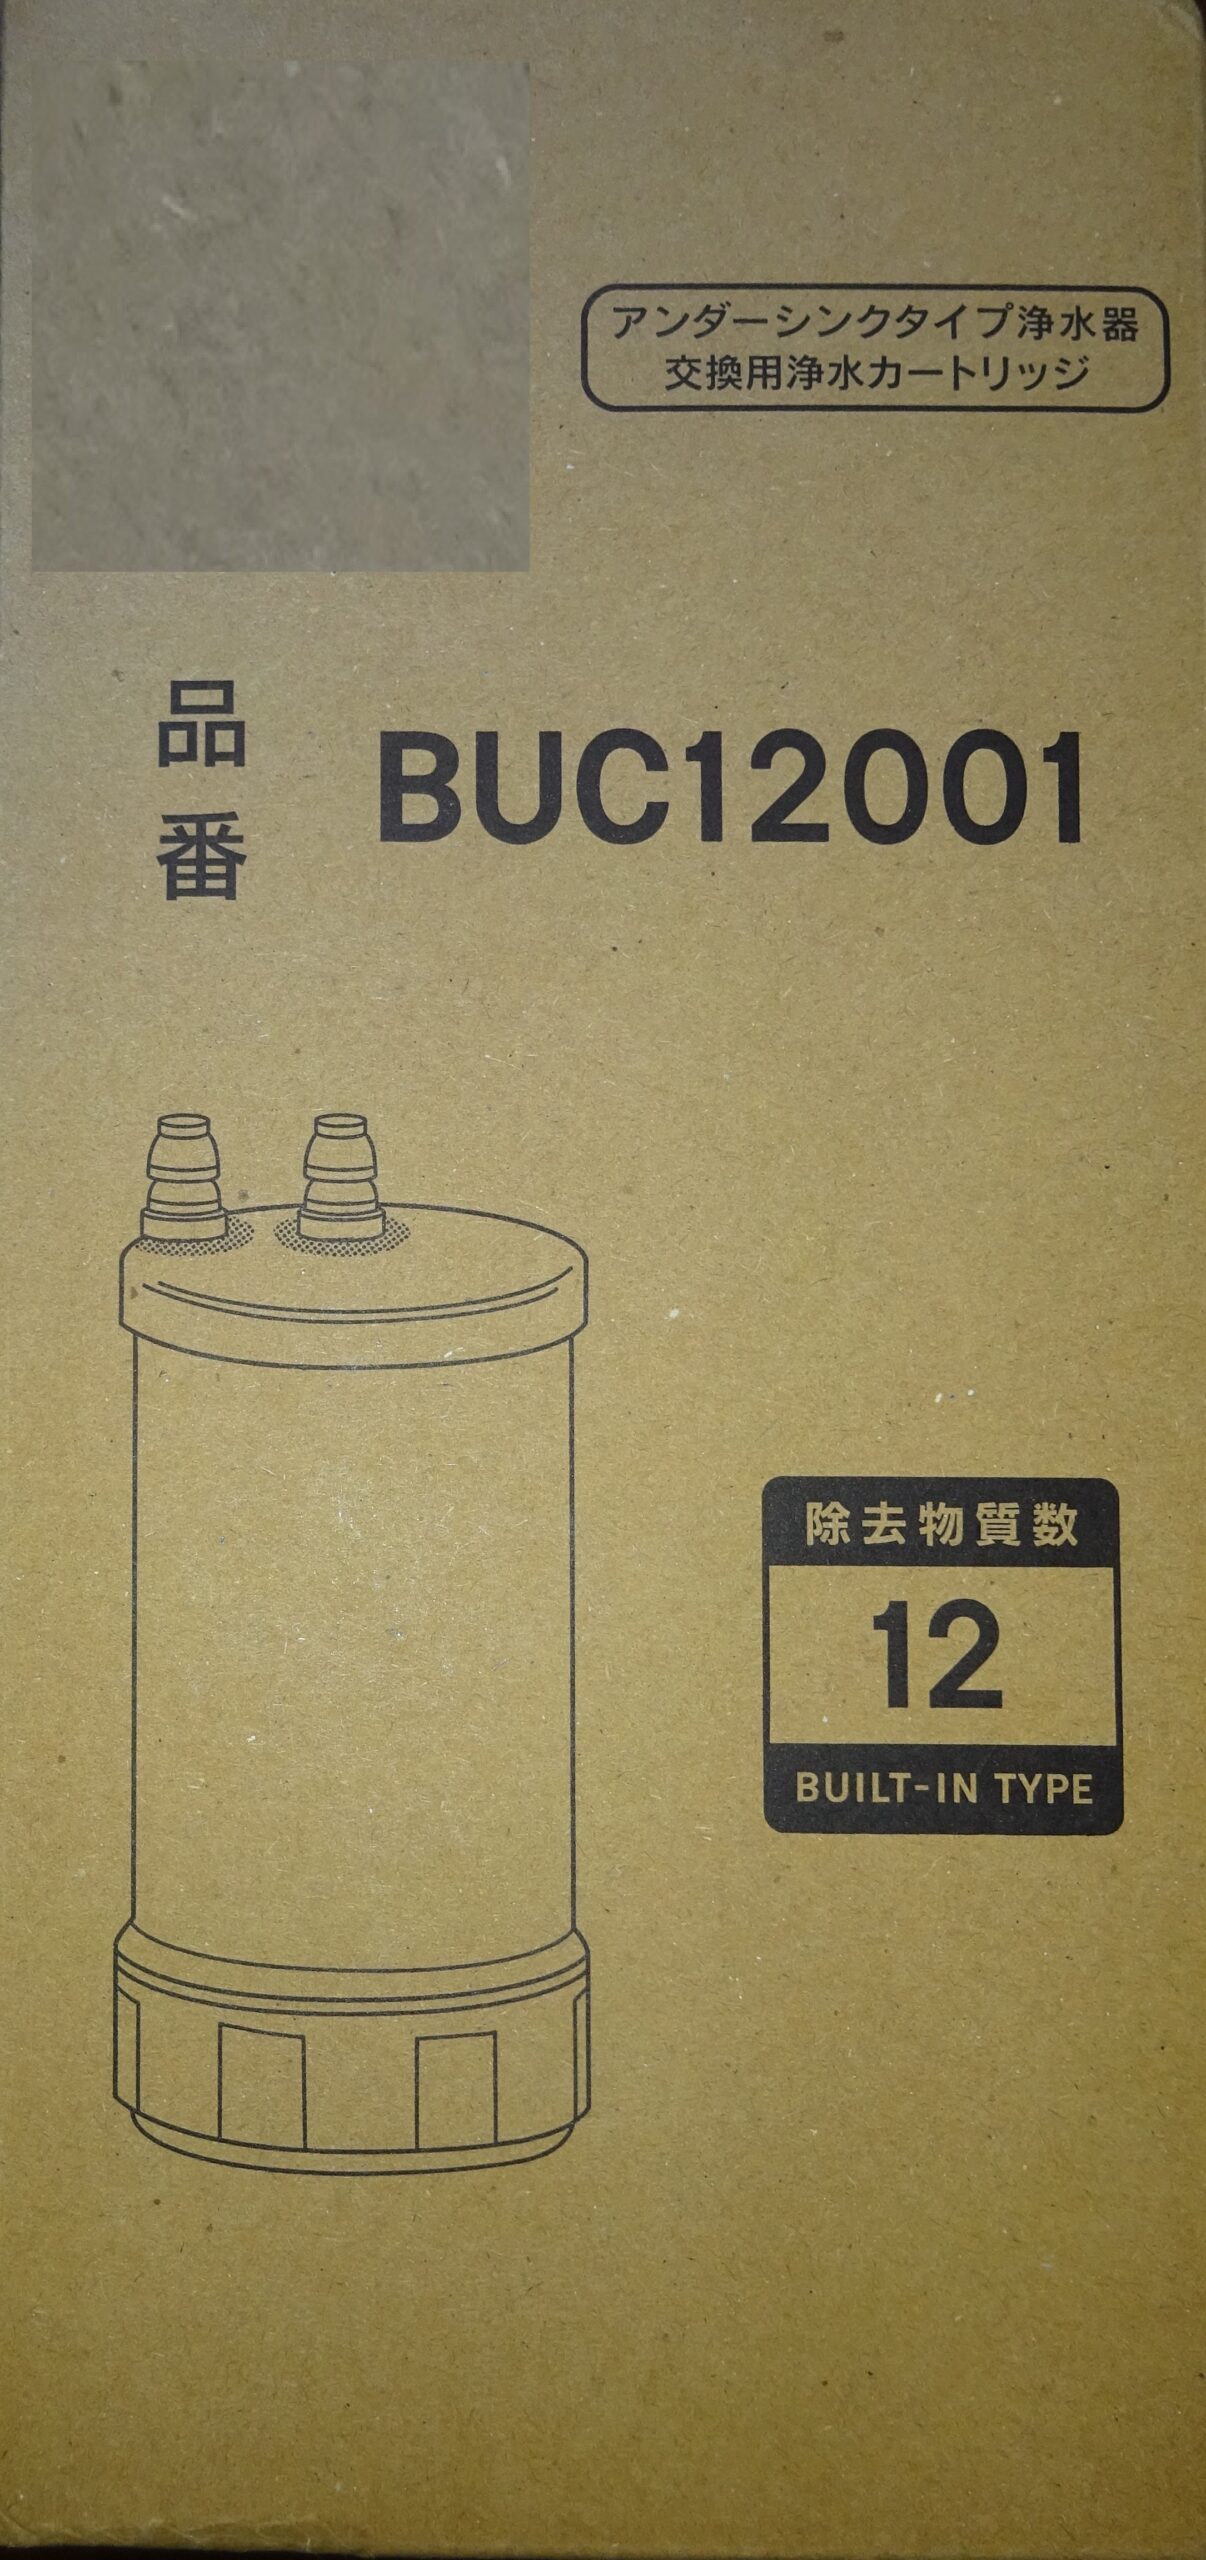 アンダーシンクタイプ浄水器
交換用浄水カートリッジ
品番
BUC12001
除去物質数
12
BUILT-IN TYPE